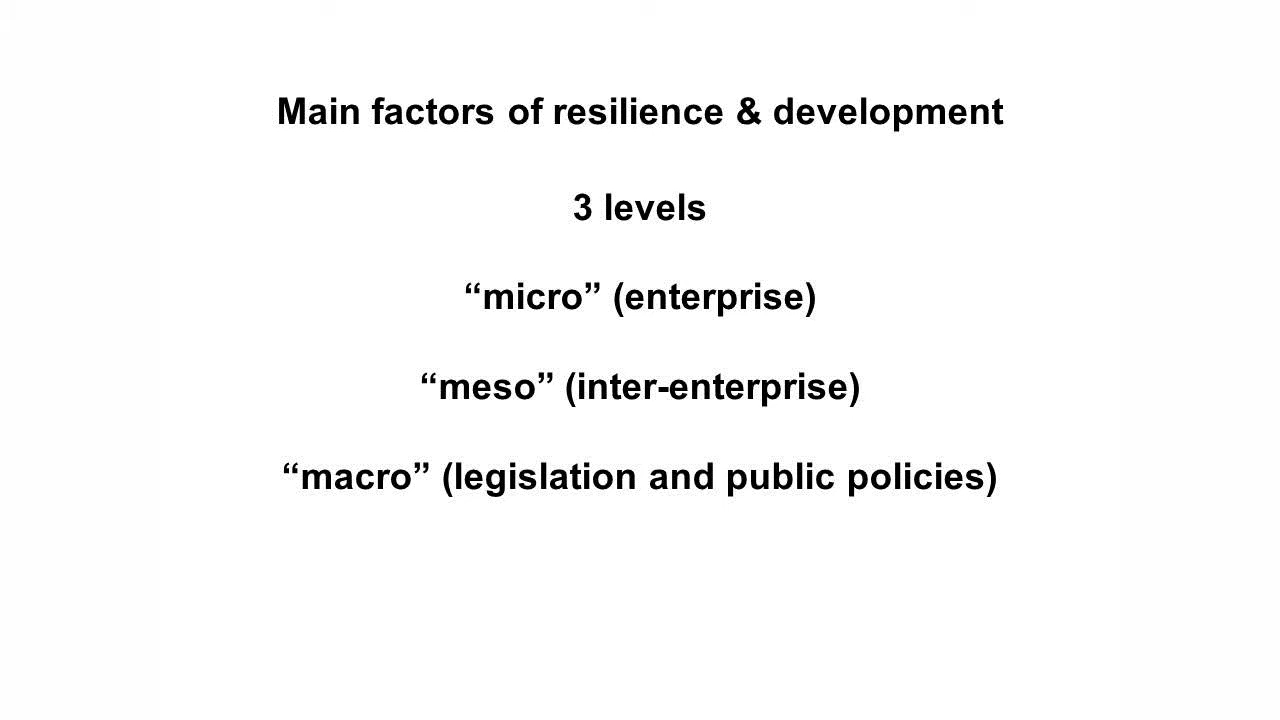 Main factors of resilience & development
3 levels
“micro” (enterprise)
“meso” (inter-enterprise)
“macro” (legislation and public policies)